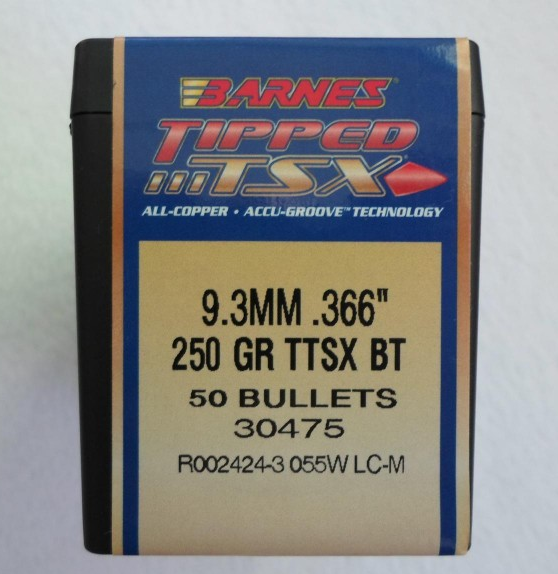 BARNES®
TIPPED
TSX®
ALL-COPPER • ACCU-GROOVE™ TECHNOLOGY
9.3MM .366"
250 GR TTSX BT
50 BULLETS
30475
R002424-3 055W LC-M